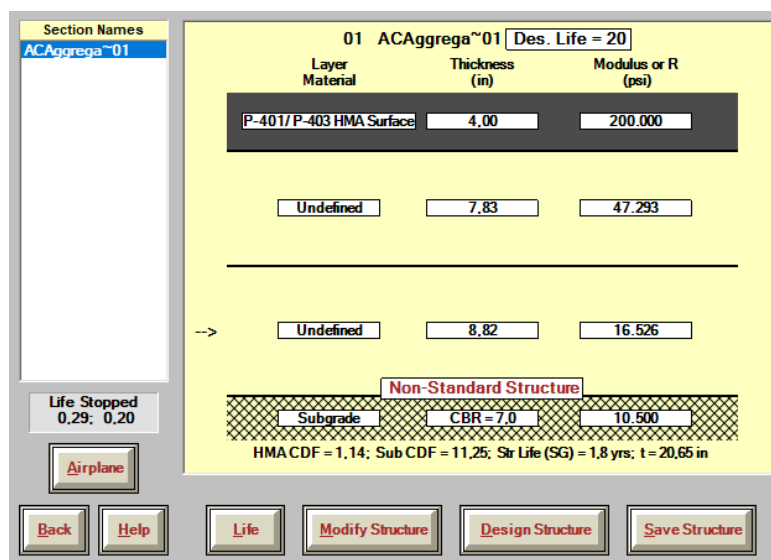 Section Names
ACAggrega~01
Life Stopped
0,29; 0,20
Airplane
Back
Help
01 ACAggrega~01 Des. Life = 20
Layer Material
Thickness (in)
Modulus or R (psi)
P-401/ P-403 HMA Surface
4,00
200.000
Undefined
7,83
47.293
-->
Undefined
8,82
16.526
Non-Standard Structure
Subgrade
CBR = 7,0
10.500
HMA CDF = 1,14; Sub CDF = 11,25; Str Life (SG) = 1,8 yrs; t = 20,65 in
Life
Modify Structure
Design Structure
Save Structure